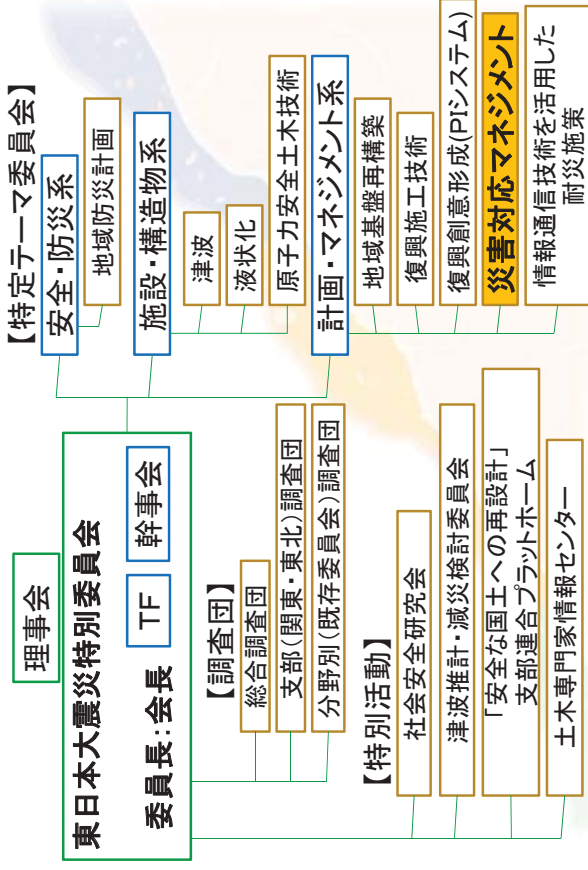 理事会
東日本大震災特別委員会
委員長：会長
TF
幹事会
【調査団】
総合調査団
支部（関東・東北）調査団
分野別（既存委員会）調査団
【特別活動】
社会安全研究会
津波推計・減災検討委員会
「安全な国土への再設計」
支部連合プラットホーム
土木専門家情報センター
【特定テーマ委員会）
安全・防災系
地域防災計画
施設・構造物系
津波
液状化
原子力安全土木技術
計画・マネジメント系
地域基盤再構築
復興施工技術
復興創意形成(PIシステム)
災害対応マネジメント
情報通信技術を活用した
耐災施策